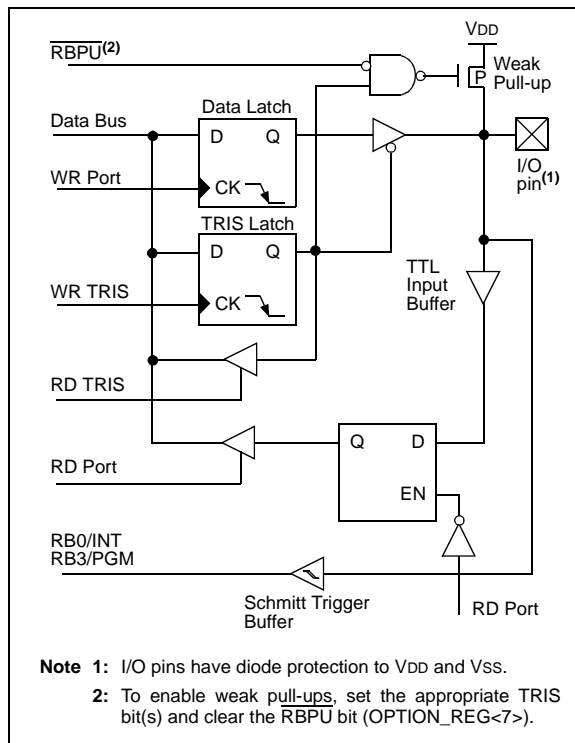 VDD
RBPU(2)
Weak
Pull-up
P
Data Bus
Data Latch
D Q
I/O
pin(1)
WR Port
CK
TRIS Latch
D Q
TTL
Input
Buffer
WR TRIS
CK
RD TRIS
Q D
RD Port
EN
RB0/INT
RB3/PGM
Schmitt Trigger
Buffer
RD Port
Note 1: I/O pins have diode protection to VDD and VSS.
2: To enable weak pull-ups, set the appropriate TRIS
bit(s) and clear the RBPU bit (OPTION_REG<7>).